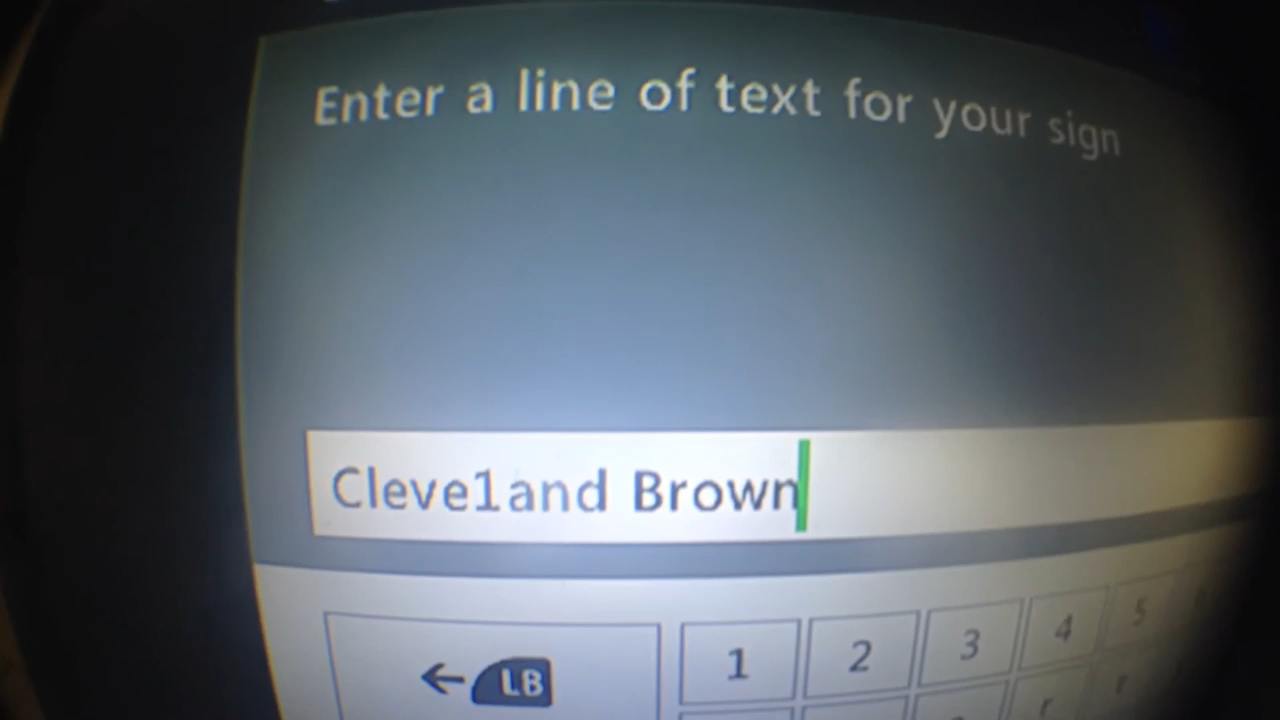 Enter a line of text for your sign
Cleve1and Brown
← LB
1 2 3 4 5
r